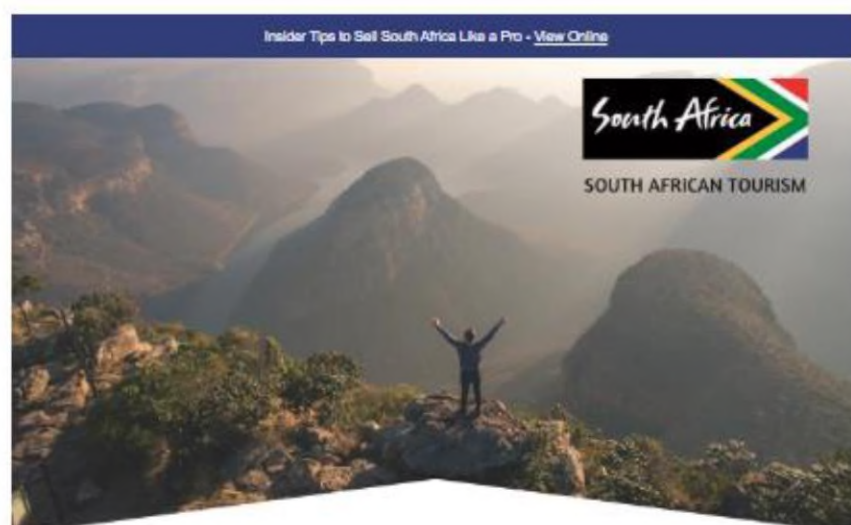 Insider Tips to Sell South Africa Like a Pro - View Online
South Africa
SOUTH AFRICAN TOURISM